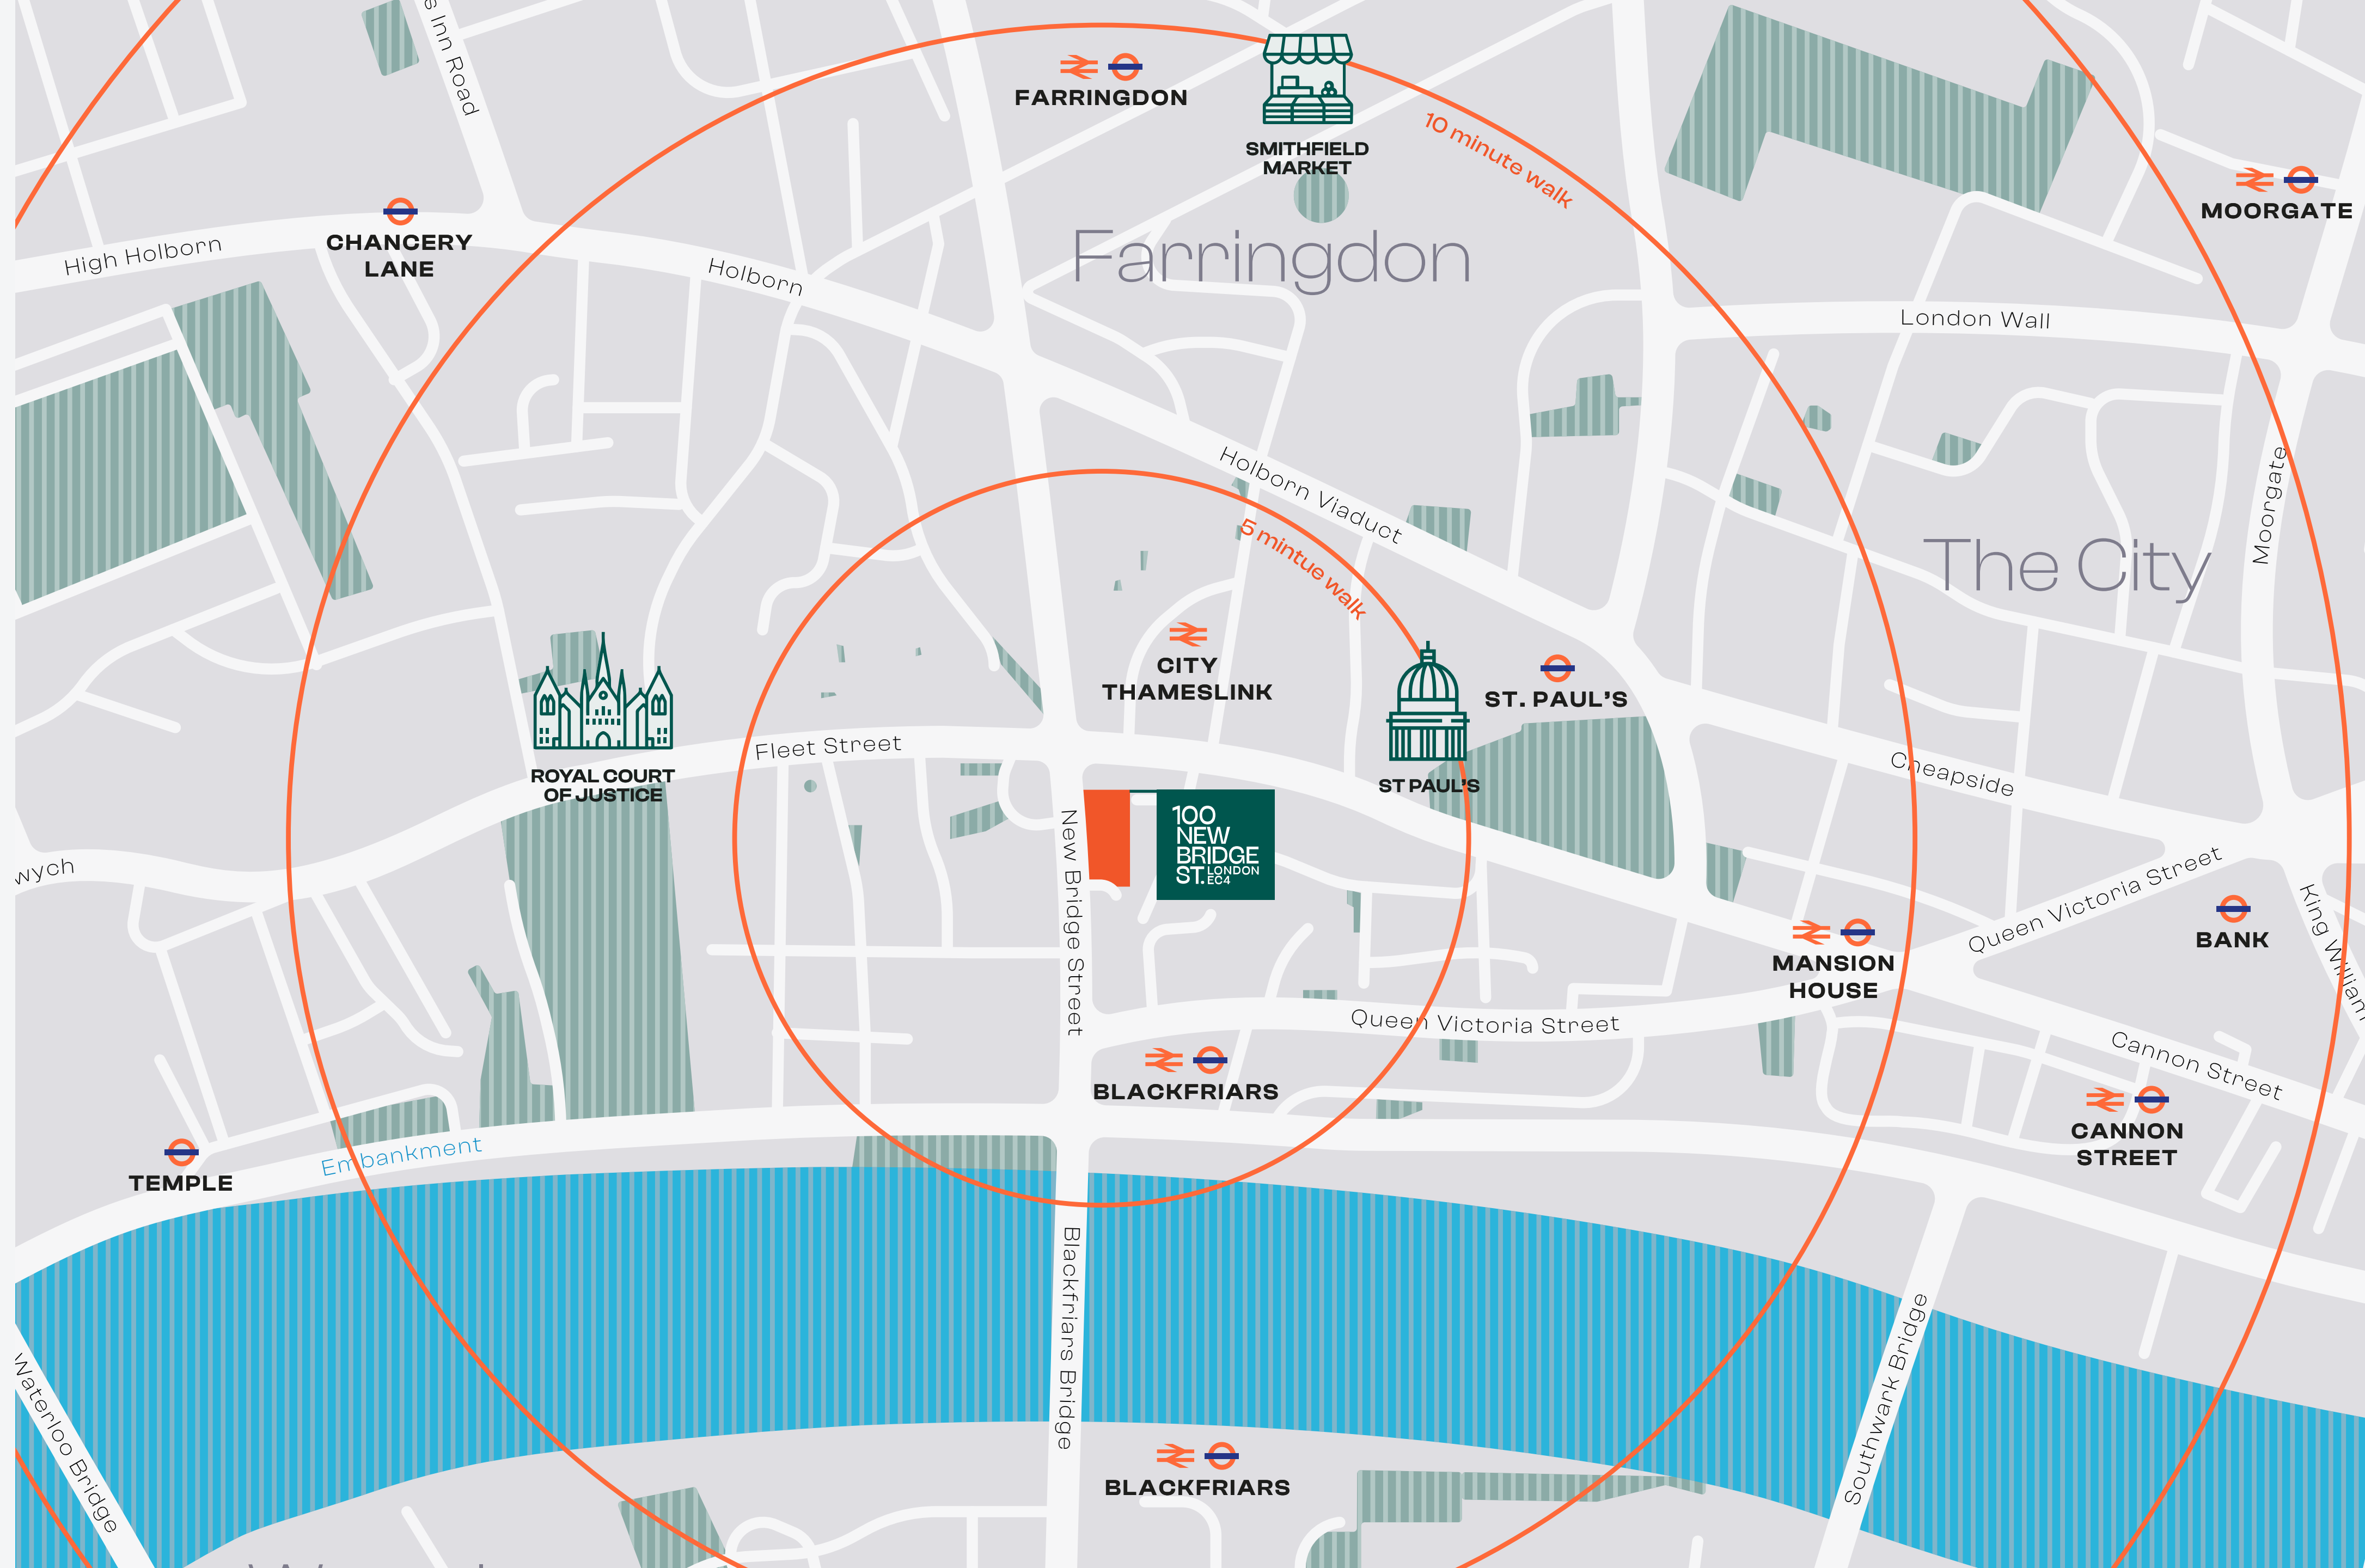 s Inn Road
FARRINGDON
SMITHFIELD
MARKET
10 minute walk
MOORGATE
CHANCERY
LANE
High Holborn
Holborn
Farringdon
London Wall
Holborn Viaduct
Moorgate
5 mintue walk
The City
CITY
THAMESLINK
ST. PAUL'S
ROYAL COURT
OF JUSTICE
Fleet Street
ST PAUL'S
Cheapside
New Bridge Street
100
NEW
BRIDGE
ST. LONDON
EC4
wych
Queen Victoria Street
King William
BANK
MANSION
HOUSE
Queen Victoria Street
Cannon Street
BLACKFRIARS
CANNON
STREET
Embankment
TEMPLE
Blackfriars Bridge
Southwark Bridge
Waterloo Bridge
BLACKFRIARS